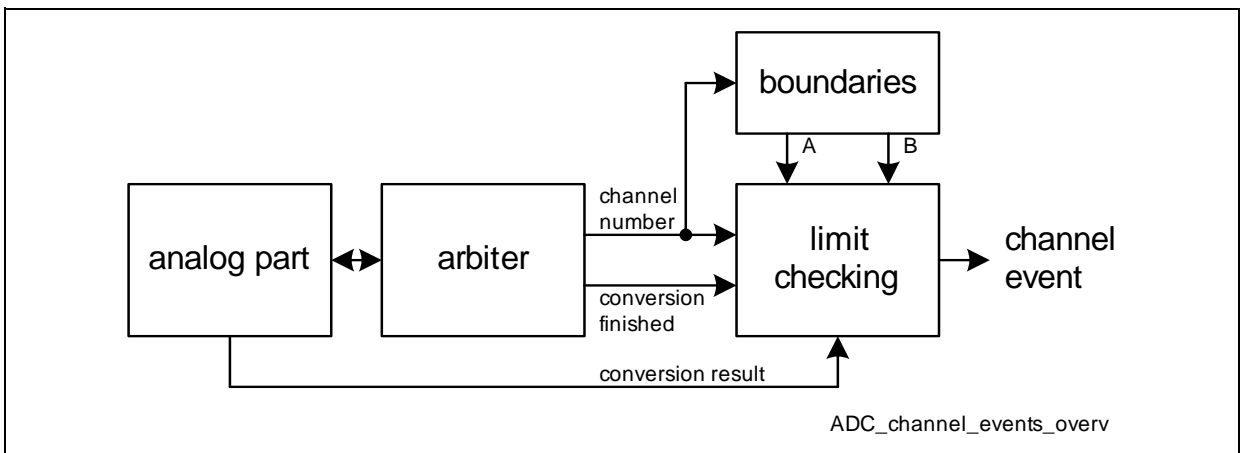 boundaries
A
B
channel
number
analog part
arbiter
limit
checking
channel
event
conversion
finished
conversion result
ADC_channel_events_overv